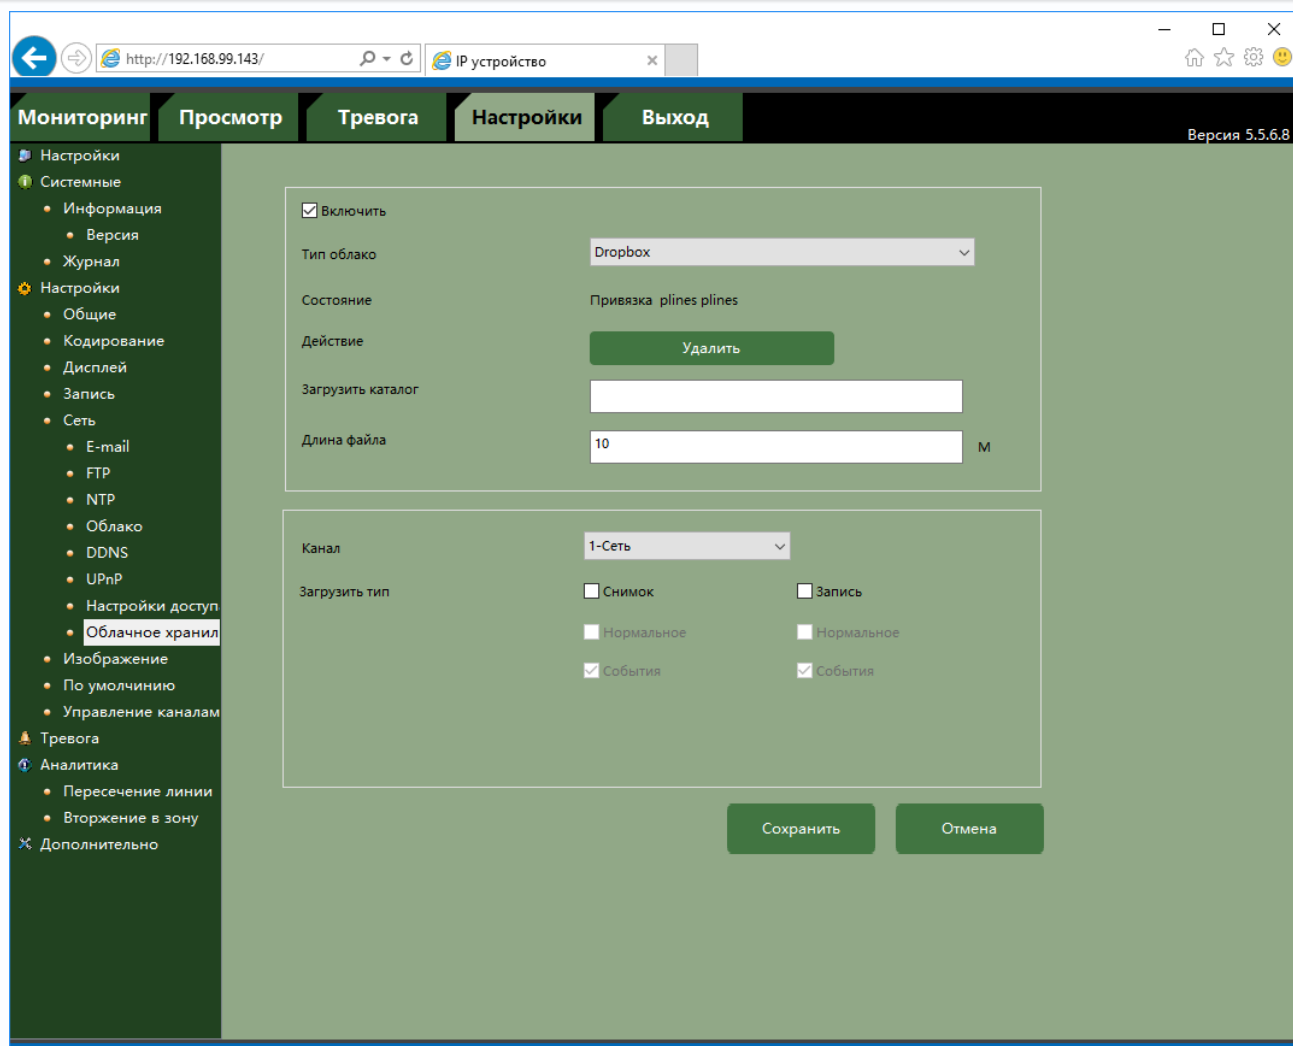 http://192.168.99.143/
IP устройство
Мониторинг Просмотр Тревога Настройки Выход
Версия 5.5.6.8
Настройки
Системные
Информация
Версия
Журнал
Настройки
Общие
Кодирование
Дисплей
Запись
Сеть
E-mail
FTP
NTP
Облако
DDNS
UPnP
Настройки доступ
Облачное хранил
Изображение
По умолчанию
Управление каналам
Тревога
Аналитика
Пересечение линии
Вторжение в зону
Дополнительно
Включить
Тип облако Dropbox
Состояние Привязка plines plines
Действие Удалить
Загрузить каталог
Длина файла 10 M
Канал 1-Сеть
Загрузить тип Снимок Запись
Нормальное Нормальное
События События
Сохранить Отмена